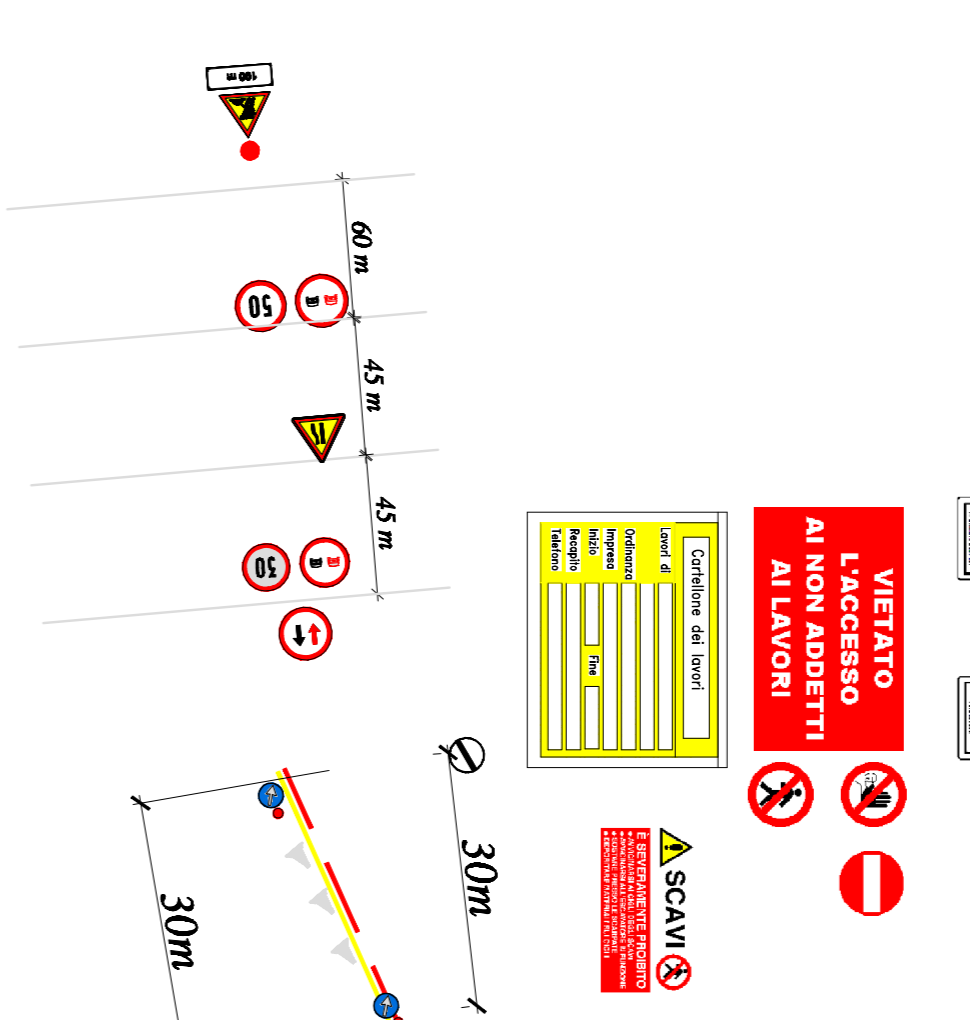 100 m
60 m
50
45 m
45 m
30
30m
30m
Cartellone dei lavori
Lavori di
Ordinanza
Impresa
Inizio
Fine
Recapito
Telefono
VIETATO
L'ACCESSO
AI NON ADDETTI
AI LAVORI
SCAVI
È SEVERAMENTE PROIBITO